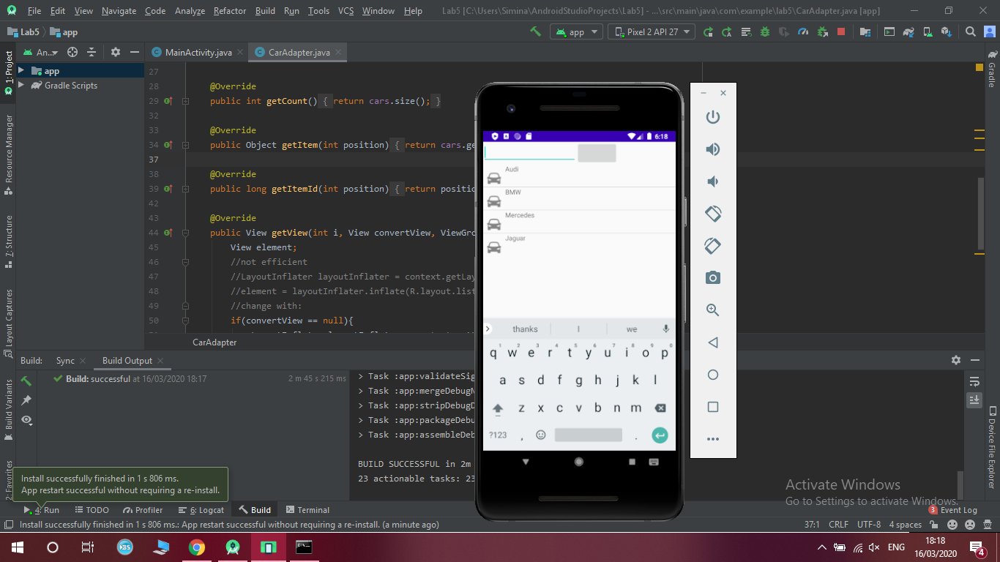 File Edit View Navigate Code Analyze Refactor Build Run Tools VCS Window Help Lab5 [C:\Users\Simina\AndroidStudioProjects\Lab5] - ...\src\main\java\com\example\lab5\CarAdapter.java [app]
Lab5 app
app Pixel 2 API 27
An... MainActivity.java CarAdapter.java
app
Gradle Scripts
1: Project
Resource Manager
7: Structure
Layout Captures
Build Variants
2: Favorites
Gradle
Device File Explorer
27
28 @Override
29 public int getCount() { return cars.size(); }
32
33 @Override
34 public Object getItem(int position) { return cars.ge
37
38 @Override
39 public long getItemId(int position) { return positio
42
43 @Override
44 public View getView(int i, View convertView, ViewGro
45 View element;
46 //not efficient
47 //LayoutInflater layoutInflater = context.getLay
48 //element = layoutInflater.inflate(R.layout.list
49 //change with:
50 if(convertView == null){
CarAdapter
6:18
Audi
BMW
Mercedes
Jaguar
thanks I we
1 2 3 4 5 6 7 8 9 0
q w e r t y u i o p
a s d f g h j k l
z x c v b n m
?123 , .
Build: Sync Build Output
Build: successful at 16/03/2020 18:17 2 m 45 s 215 ms
> Task :app:validateSig
> Task :app:mergeDebugN
> Task :app:stripDebugD
> Task :app:packageDebu
> Task :app:assembleDeb
BUILD SUCCESSFUL in 2m
23 actionable tasks: 23
Install successfully finished in 1 s 806 ms.
App restart successful without requiring a re-install.
Activate Windows
Go to Settings to activate Windows.
4: Run TODO Profiler 6: Logcat Build Terminal 3 Event Log
Install successfully finished in 1 s 806 ms.: App restart successful without requiring a re-install. (a minute ago) 37:1 CRLF UTF-8 4 spaces
ENG 18:18
16/03/2020 4